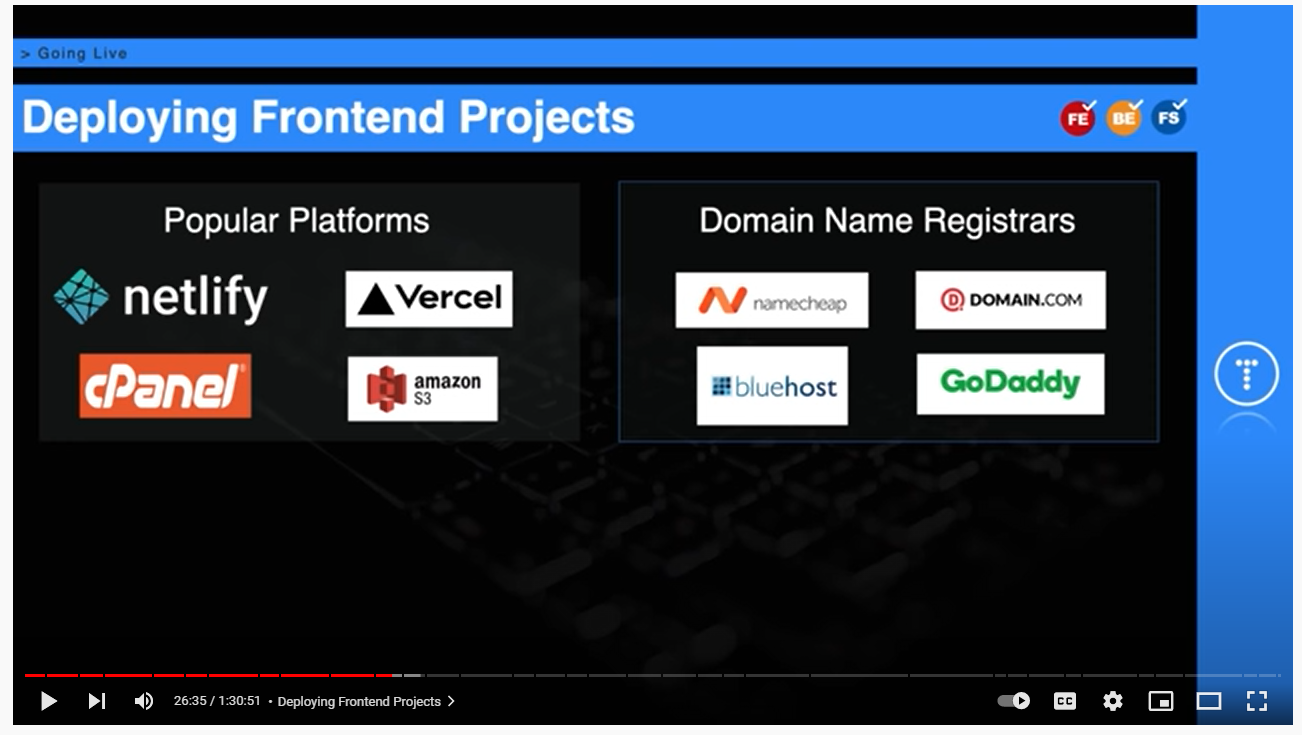 > Going Live
Deploying Frontend Projects
FE
BE
FS
Popular Platforms
netlify
Vercel
cPanel
amazon
S3
Domain Name Registrars
namecheap
DOMAIN.COM
bluehost
GoDaddy
26:35 / 1:30:51 • Deploying Frontend Projects >
CC